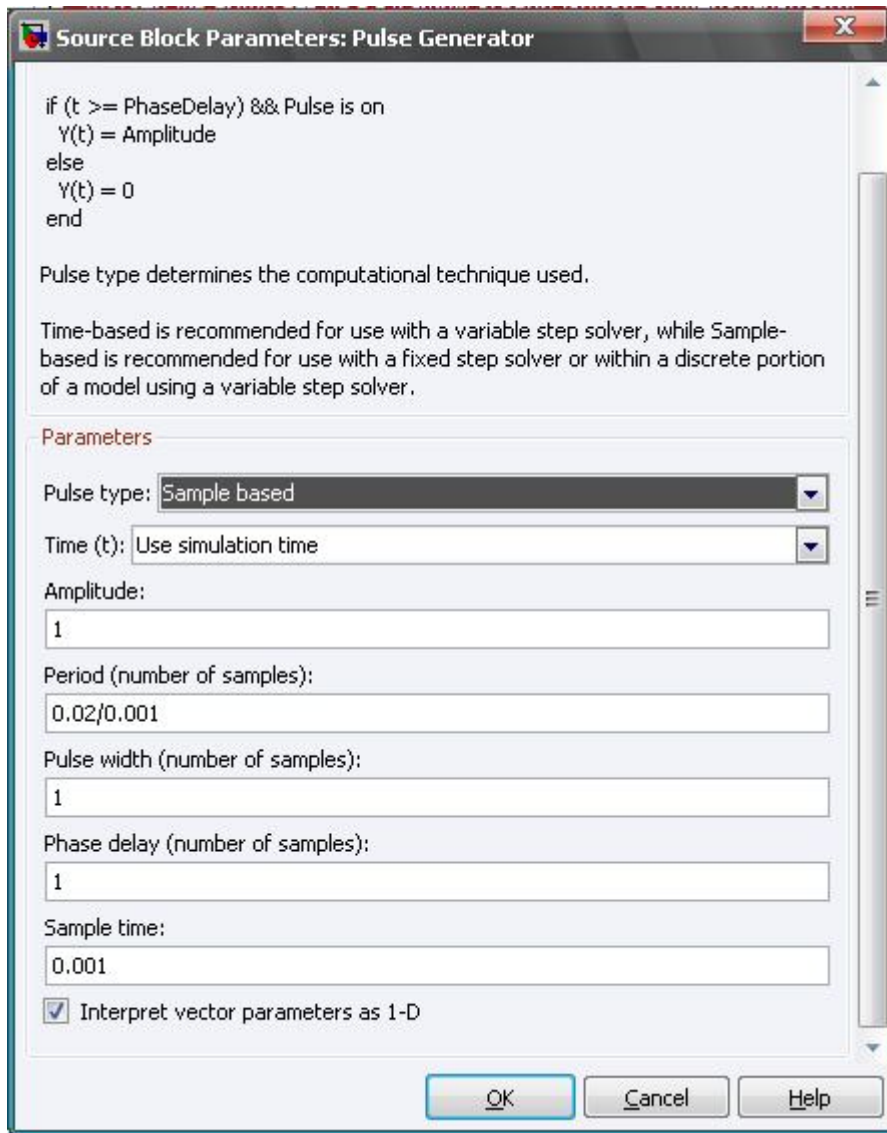 Source Block Parameters: Pulse Generator
if (t >= PhaseDelay) && Pulse is on
Y(t) = Amplitude
else
Y(t) = 0
end
Pulse type determines the computational technique used.
Time-based is recommended for use with a variable step solver, while Sample-
based is recommended for use with a fixed step solver or within a discrete portion
of a model using a variable step solver.
Parameters
Pulse type: Sample based
Time (t): Use simulation time
Amplitude:
1
Period (number of samples):
0.02/0.001
Pulse width (number of samples):
1
Phase delay (number of samples):
1
Sample time:
0.001
Interpret vector parameters as 1-D
OK Cancel Help